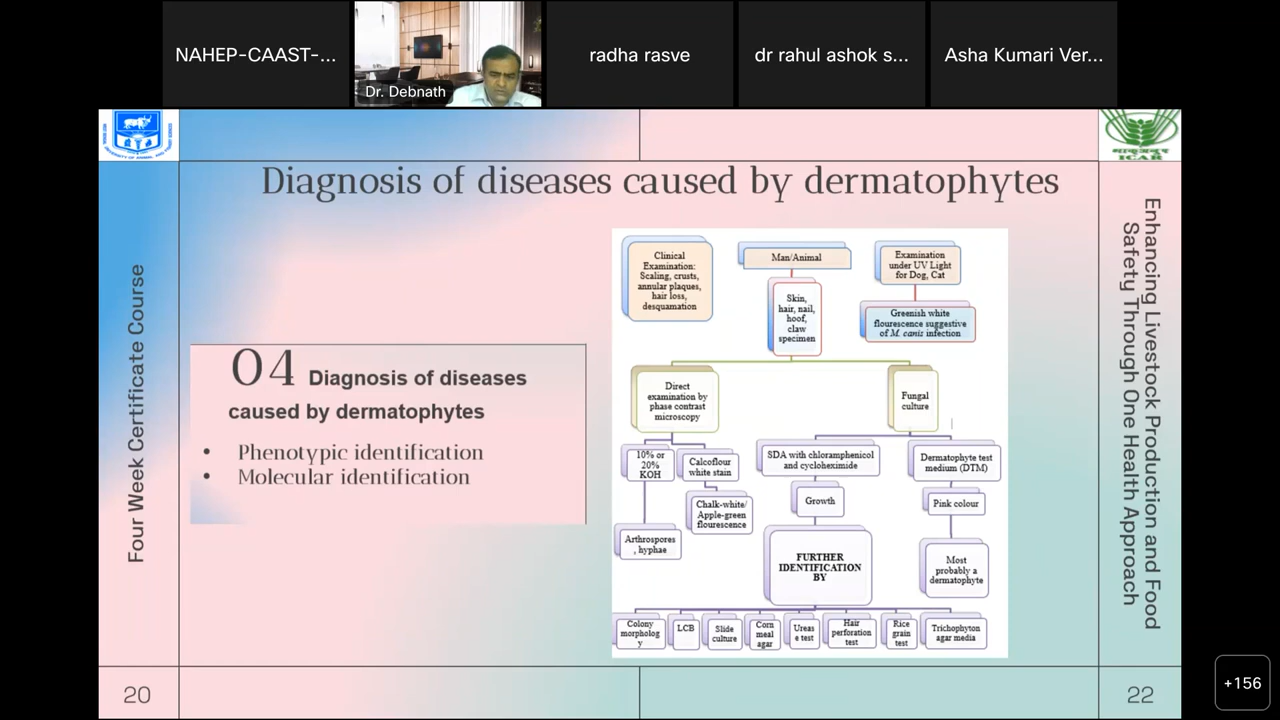 NAHEP-CAAST-...
Dr. Debnath
radha rasve
dr rahul ashok s...
Asha Kumari Ver...
ICAR
Diagnosis of diseases caused by dermatophytes
Four Week Certificate Course
04 Diagnosis of diseases
caused by dermatophytes
• Phenotypic identification
• Molecular identification
Clinical
Examination:
Scaling, crusts,
annular plaques,
hair loss,
desquamation
Man/Animal
Examination
under UV Light
for Dog, Cat
Skin,
hair, nail,
hoof,
claw
specimen
Greenish white
flourescence suggestive
of M. canis infection
Direct
examination by
phase contrast
microscopy
Fungal
culture
10% or
20%
KOH
Calcoflour
white stain
SDA with chloramphenicol
and cycloheximide
Dermatophyte test
medium (DTM)
Chalk-white/
Apple-green
flourescence
Growth
Pink colour
Arthrospores
, hyphae
FURTHER
IDENTIFICATION
BY
Most
probably a
dermatophyte
Colony
morpholog
y
LCB
Slide
culture
Corn
meal
agar
Ureas
e test
Hair
perforation
test
Rice
grain
test
Trichophyton
agar media
Enhancing Livestock Production and Food
Safety Through One Health Approach
20
22
+156